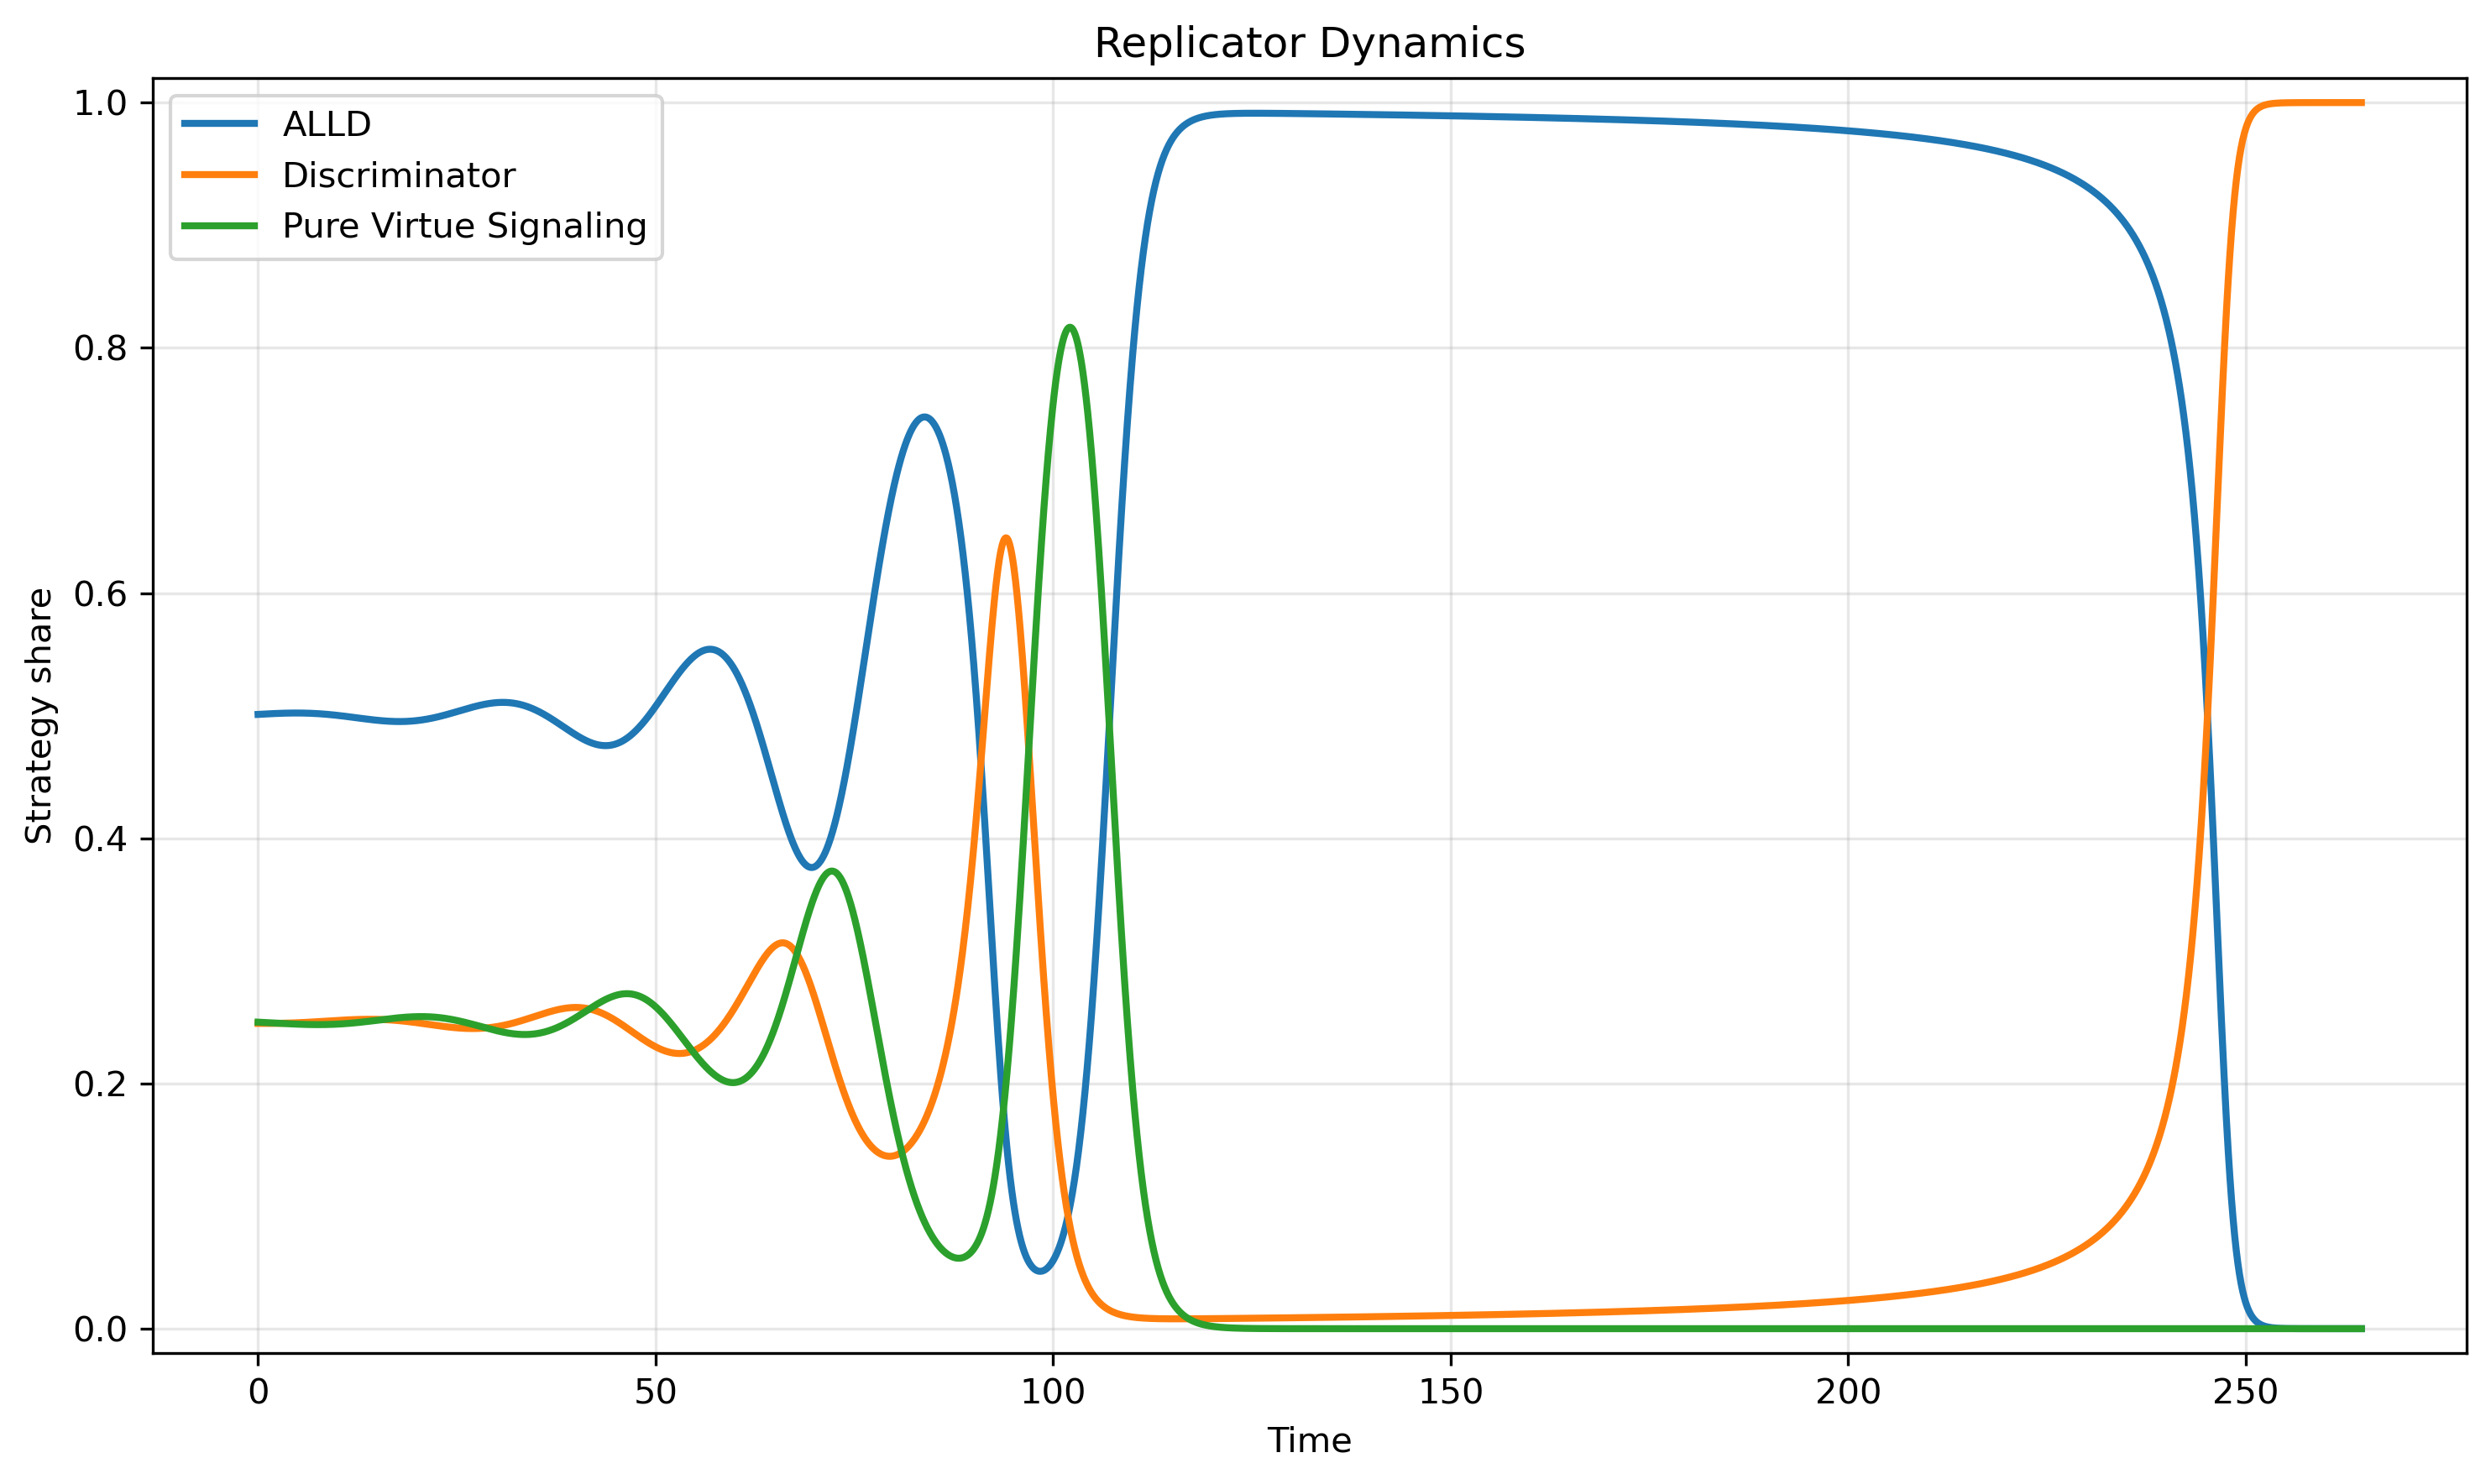 Replicator Dynamics
ALLD
Discriminator
Pure Virtue Signaling
1.0
0.8
0.6
0.4
0.2
0.0
Strategy share
0 50 100 150 200 250
Time